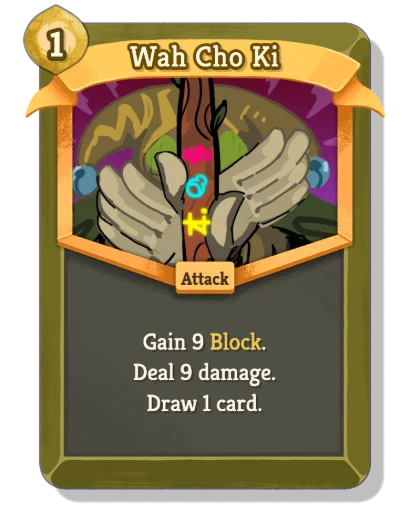 1
Wah Cho Ki
Attack
Gain 9 Block.
Deal 9 damage.
Draw 1 card.